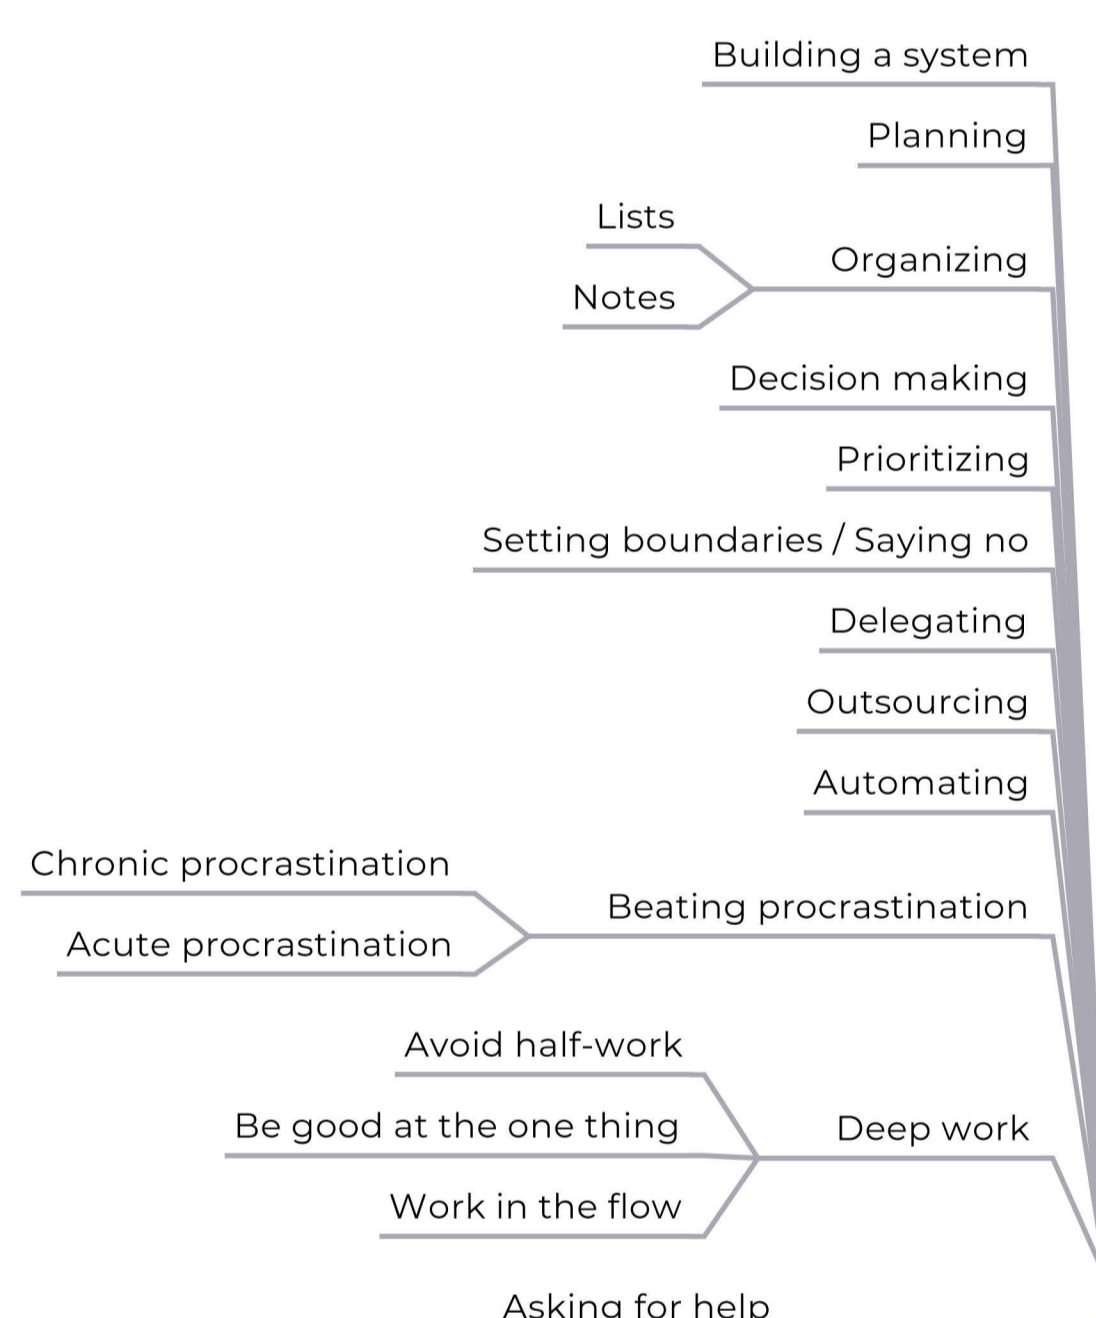 Building a system
Planning
Lists
Organizing
Notes
Decision making
Prioritizing
Setting boundaries / Saying no
Delegating
Outsourcing
Automating
Chronic procrastination
Beating procrastination
Acute procrastination
Avoid half-work
Be good at the one thing
Deep work
Work in the flow
Asking for help